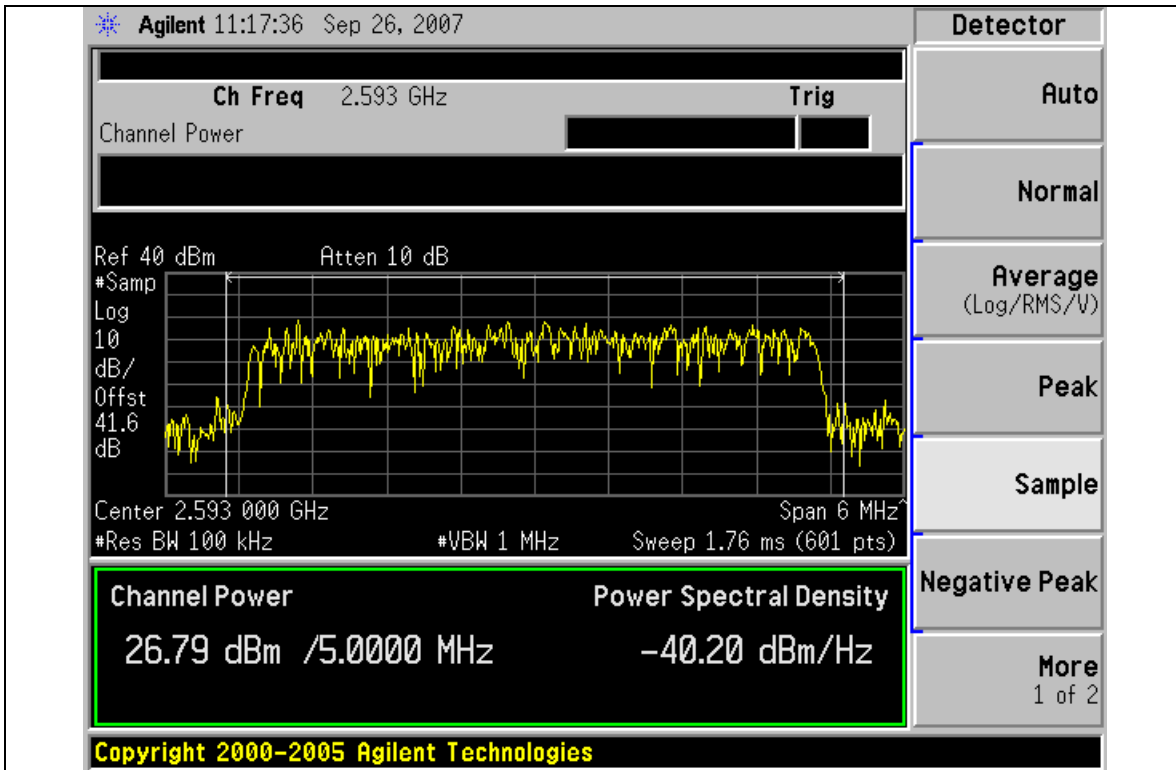 Agilent 11:17:36 Sep 26, 2007
Detector
Ch Freq 2.593 GHz Trig
Channel Power
Auto
Normal
Average
(Log/RMS/V)
Peak
Sample
Negative Peak
More
1 of 2
Ref 40 dBm Atten 10 dB
#Samp
Log
10
dB/
Offst
41.6
dB
Center 2.593 000 GHz Span 6 MHz^
#Res BW 100 kHz #VBW 1 MHz Sweep 1.76 ms (601 pts)
Channel Power Power Spectral Density
26.79 dBm /5.0000 MHz -40.20 dBm/Hz
Copyright 2000-2005 Agilent Technologies